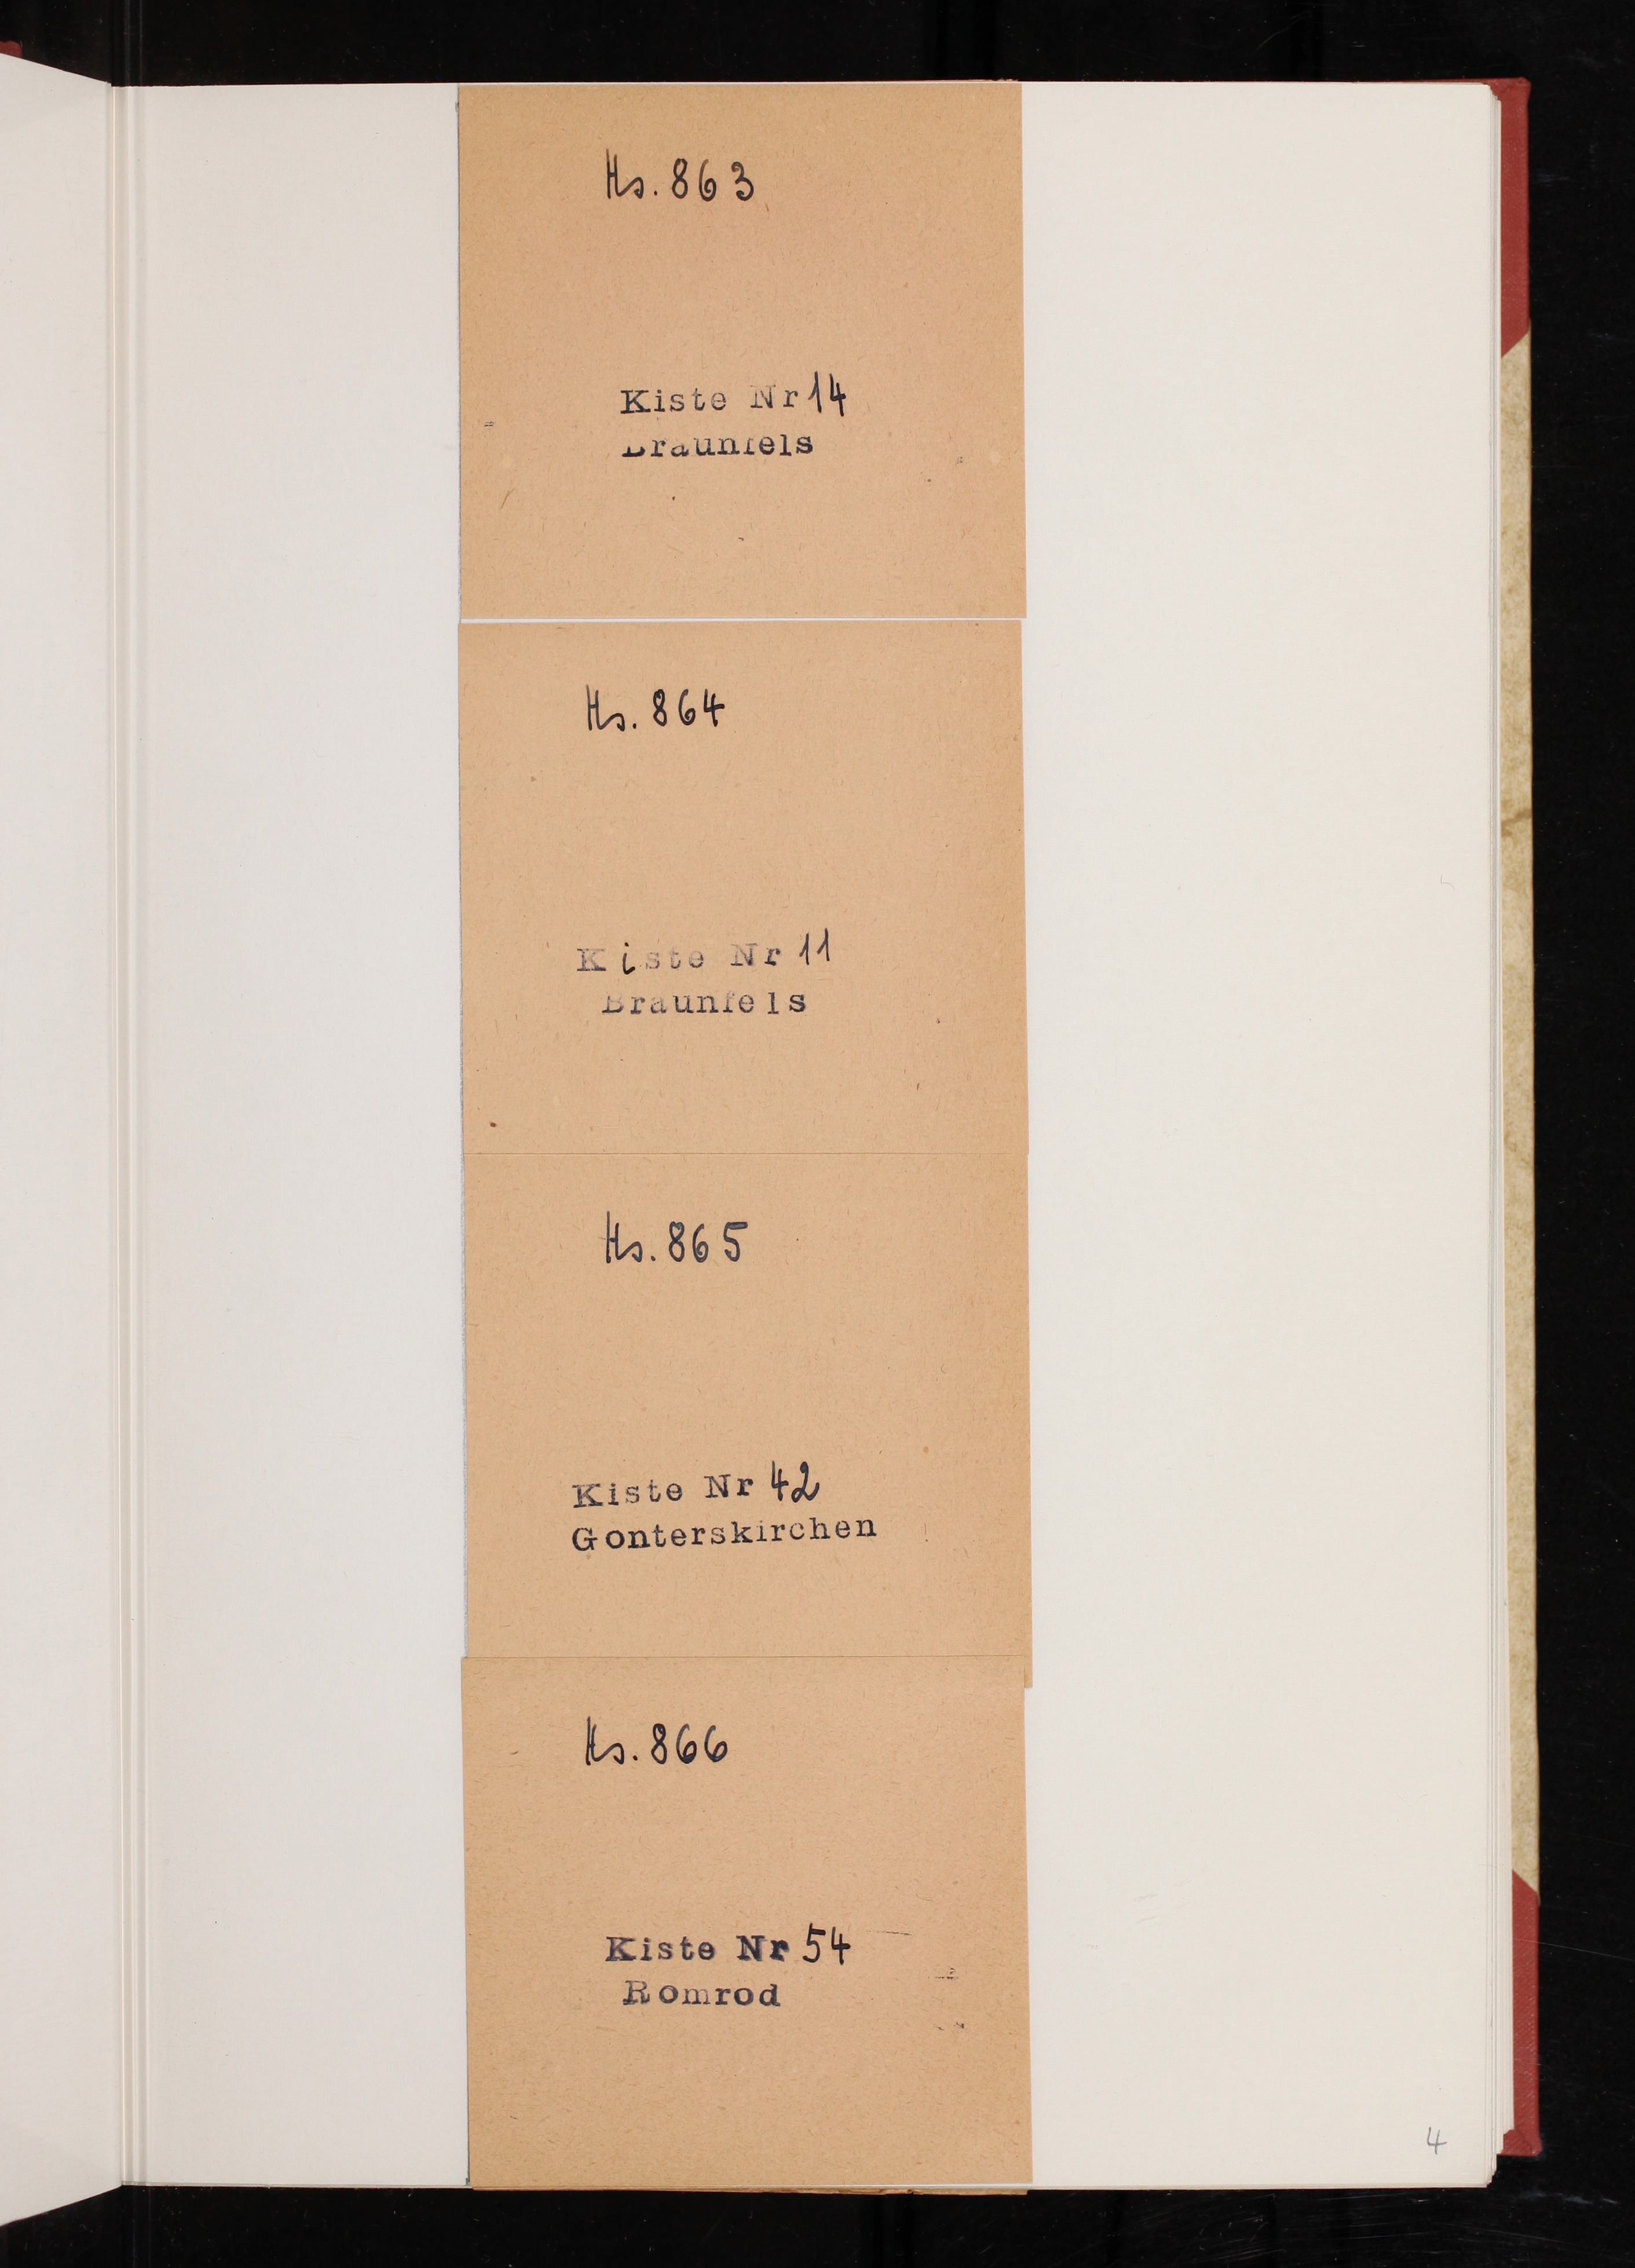 Hs. 863
Kiste Nr 14
Braunfels
Hs. 864
Kiste Nr 11
Braunfels
Hs. 865
Kiste Nr 42
Gonterskirchen
Hs. 866
Kiste Nr 54
Romrod
4